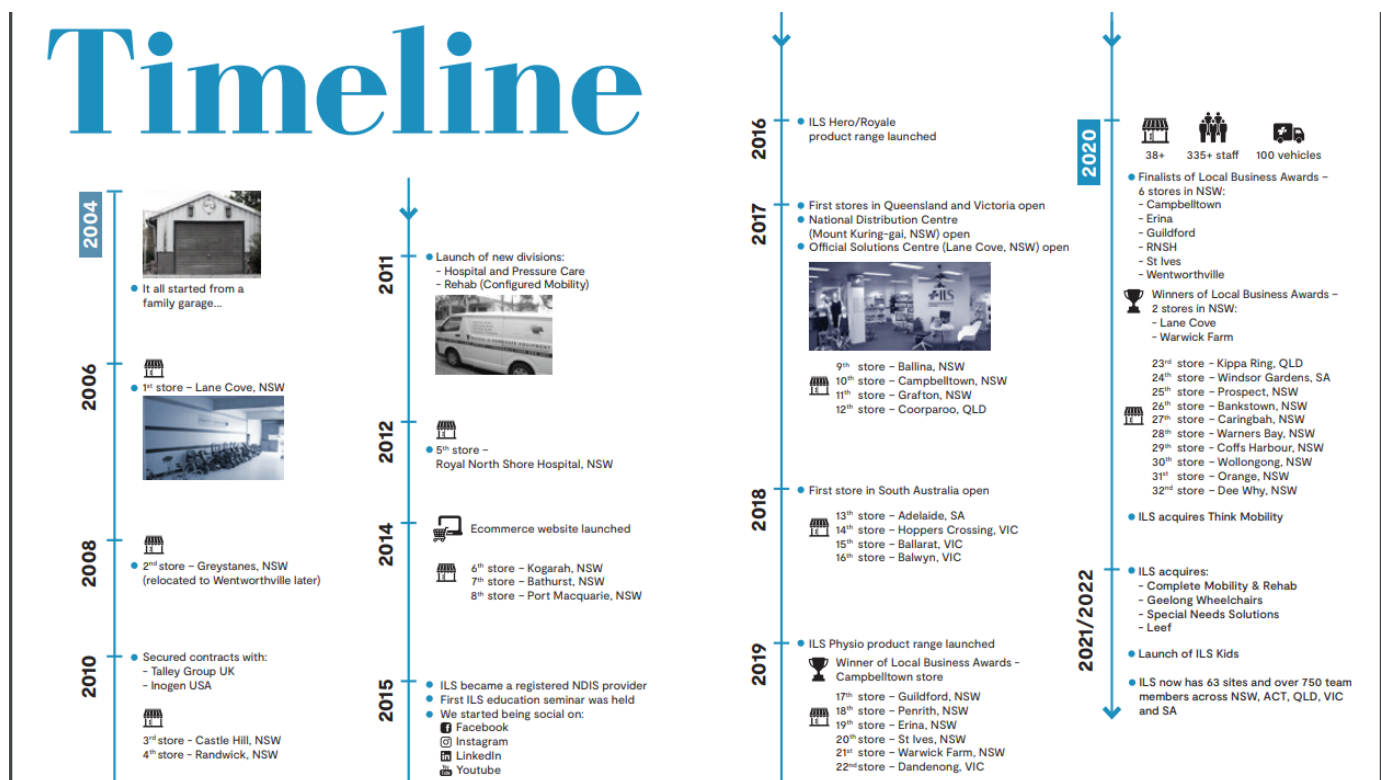 Timeline
2004
It all started from a
family garage...
2006
1st store – Lane Cove, NSW
2008
2nd store – Greystanes, NSW
(relocated to Wentworthville later)
2010
Secured contracts with:
- Talley Group UK
- Inogen USA
3rd store – Castle Hill, NSW
4th store – Randwick, NSW
2011
Launch of new divisions:
- Hospital and Pressure Care
- Rehab (Configured Mobility)
2012
5th store –
Royal North Shore Hospital, NSW
2014
Ecommerce website launched
6th store – Kogarah, NSW
7th store – Bathurst, NSW
8th store – Port Macquarie, NSW
2015
ILS became a registered NDIS provider
First ILS education seminar was held
We started being social on:
Facebook
Instagram
LinkedIn
Youtube
2016
ILS Hero/Royale
product range launched
2017
First stores in Queensland and Victoria open
National Distribution Centre
(Mount Kuring-gai, NSW) open
Official Solutions Centre (Lane Cove, NSW) open
ILS
9th store – Ballina, NSW
10th store – Campbelltown, NSW
11th store – Grafton, NSW
12th store – Coorparoo, QLD
2018
First store in South Australia open
13th store – Adelaide, SA
14th store – Hoppers Crossing, VIC
15th store – Ballarat, VIC
16th store – Balwyn, VIC
2019
ILS Physio product range launched
Winner of Local Business Awards –
Campbelltown store
17th store – Guildford, NSW
18th store – Penrith, NSW
19th store – Erina, NSW
20th store – St Ives, NSW
21st store – Warwick Farm, NSW
22nd store – Dandenong, VIC
2020
38+ 335+ staff 100 vehicles
Finalists of Local Business Awards –
6 stores in NSW:
- Campbelltown
- Erina
- Guildford
- RNSH
- St Ives
- Wentworthville
Winners of Local Business Awards –
2 stores in NSW:
- Lane Cove
- Warwick Farm
23rd store – Kippa Ring, QLD
24th store – Windsor Gardens, SA
25th store – Prospect, NSW
26th store – Bankstown, NSW
27th store – Caringbah, NSW
28th store – Warners Bay, NSW
29th store – Coffs Harbour, NSW
30th store – Wollongong, NSW
31st store – Orange, NSW
32nd store – Dee Why, NSW
ILS acquires Think Mobility
2021/2022
ILS acquires:
- Complete Mobility & Rehab
- Geelong Wheelchairs
- Special Needs Solutions
- Leef
Launch of ILS Kids
ILS now has 63 sites and over 750 team
members across NSW, ACT, QLD, VIC
and SA